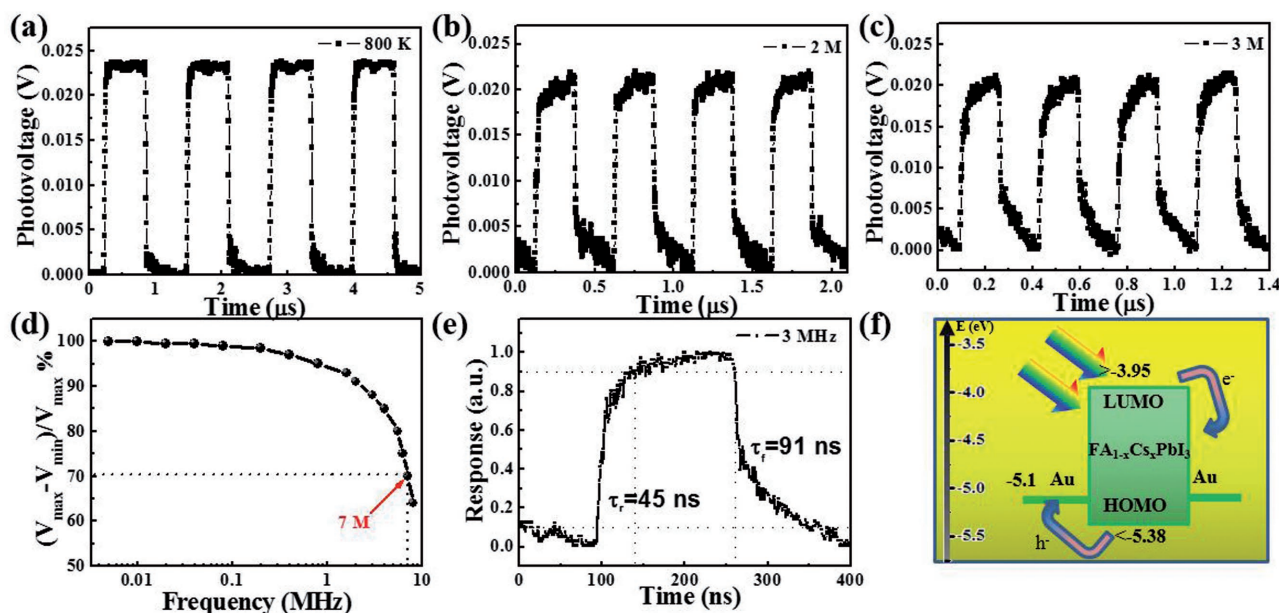 (a)
800 K
Photovoltage (V)
0.025
0.020
0.015
0.010
0.005
0.000
0 1 2 3 4 5
Time (μs)
(b)
2 M
Photovoltage (V)
0.025
0.020
0.015
0.010
0.005
0.000
0.0 0.5 1.0 1.5 2.0
Time (μs)
(c)
3 M
Photovoltage (V)
0.025
0.020
0.015
0.010
0.005
0.000
0.0 0.2 0.4 0.6 0.8 1.0 1.2 1.4
Time (μs)
(d)
(Vmax-Vmin)/Vmax %
100
90
80
70
60
50
7 M
0.01 0.1 1 10
Frequency (MHz)
(e)
3 MHz
Response (a.u.)
1.0
0.8
0.6
0.4
0.2
0.0
τf=91 ns
τr=45 ns
0 100 200 300 400
Time (ns)
(f)
E (eV)
-3.5
-4.0
-4.5
-5.0
-5.5
>-3.95
e-
LUMO
FA1-xCsxPbI3
-5.1 Au
Au
HOMO
h-
<-5.38